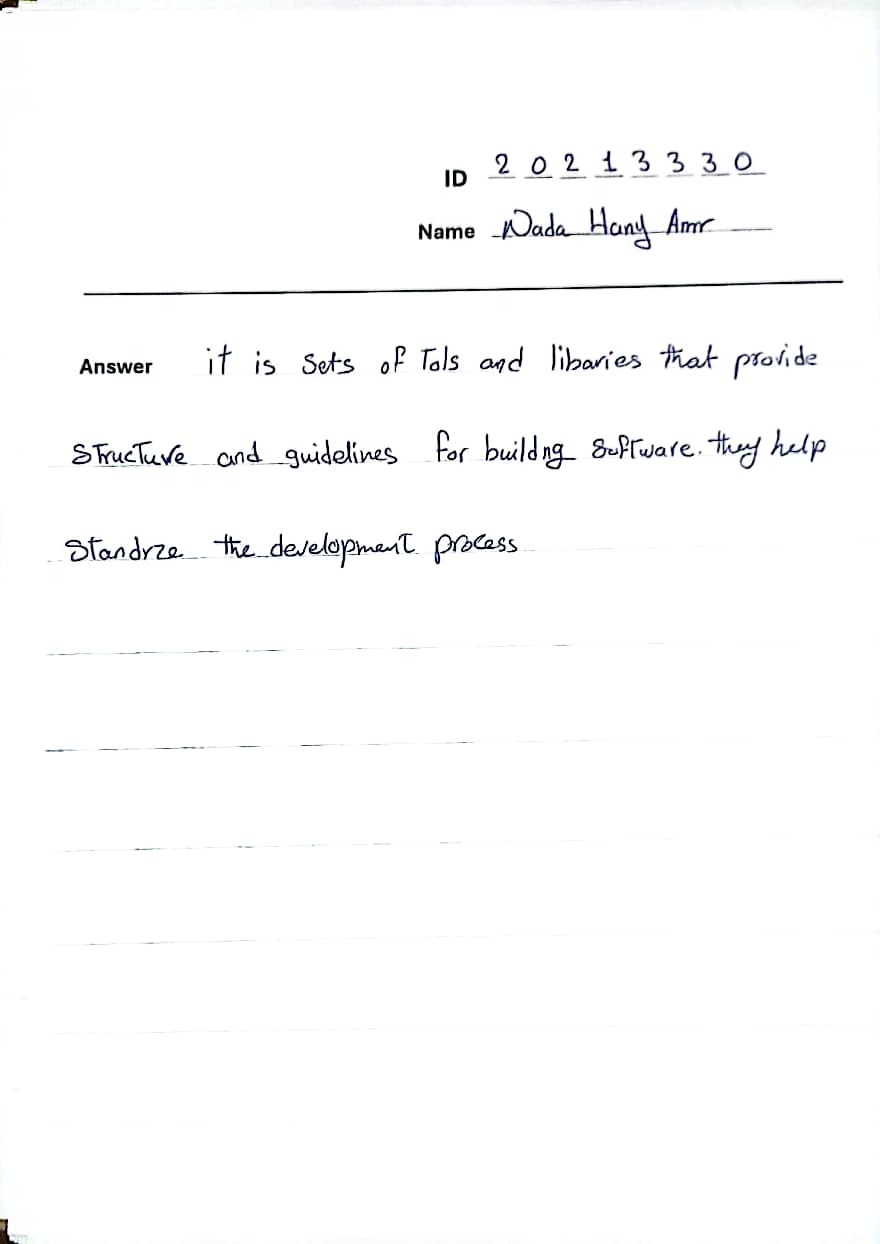 ID 2 0 2 1 3 3 3 0
Name Nada Hany Amr
Answer it is sets of Tols and libaries that provide
structure and guidelines for buildng software. they help
standrze the development process